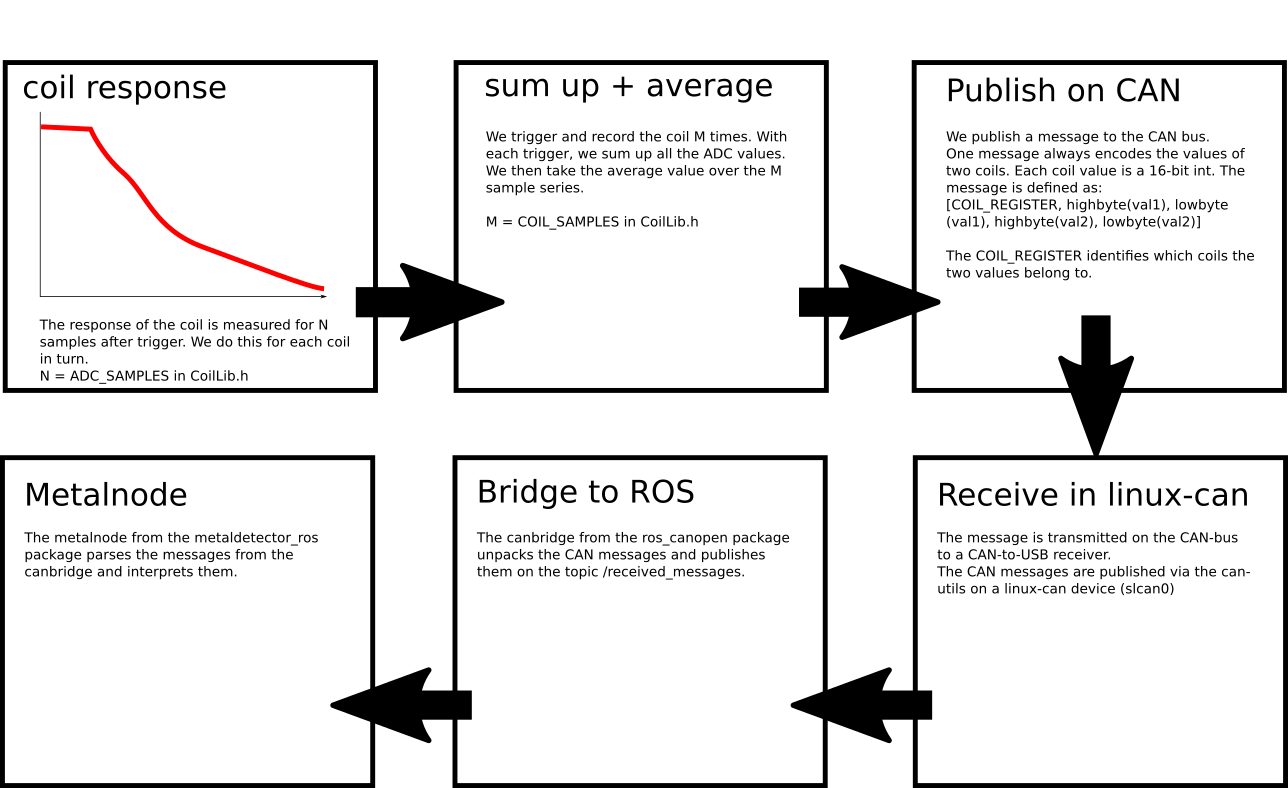 coil response
The response of the coil is measured for N
samples after trigger. We do this for each coil
in turn.
N = ADC_SAMPLES in CoilLib.h
sum up + average
We trigger and record the coil M times. With
each trigger, we sum up all the ADC values.
We then take the average value over the M
sample series.
M = COIL_SAMPLES in CoilLib.h
Publish on CAN
We publish a message to the CAN bus.
One message always encodes the values of
two coils. Each coil value is a 16-bit int. The
message is defined as:
[COIL_REGISTER, highbyte(val1), lowbyte
(val1), highbyte(val2), lowbyte(val2)]
The COIL_REGISTER identifies which coils the
two values belong to.
Receive in linux-can
The message is transmitted on the CAN-bus
to a CAN-to-USB receiver.
The CAN messages are published via the can-
utils on a linux-can device (slcan0)
Bridge to ROS
The canbridge from the ros_canopen package
unpacks the CAN messages and publishes
them on the topic /received_messages.
Metalnode
The metalnode from the metaldetector_ros
package parses the messages from the
canbridge and interprets them.